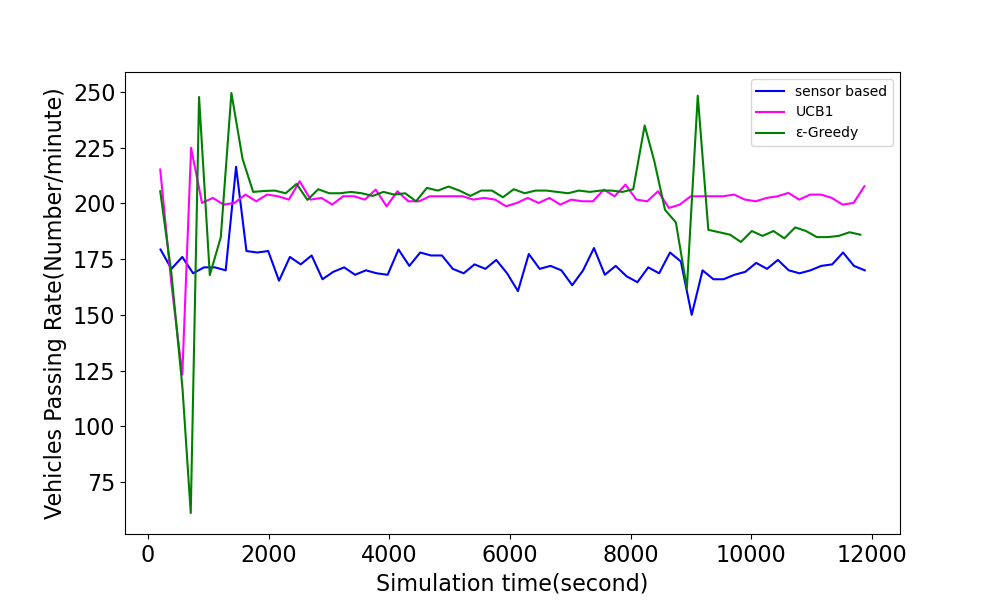 250
225
200
175
150
125
100
75
Vehicles Passing Rate(Number/minute)
sensor based
UCB1
ε-Greedy
0 2000 4000 6000 8000 10000 12000
Simulation time(second)